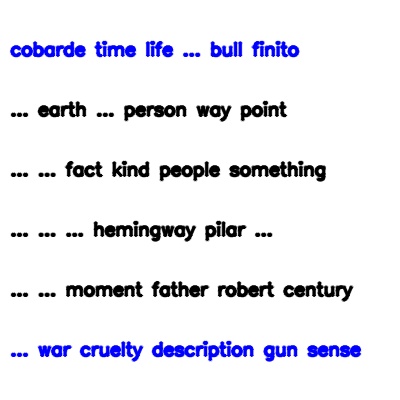 cobarde time life ... bull finito
... earth ... person way point
... ... fact kind people something
... ... ... hemingway pilar ...
... ... moment father robert century
... war cruelty description gun sense